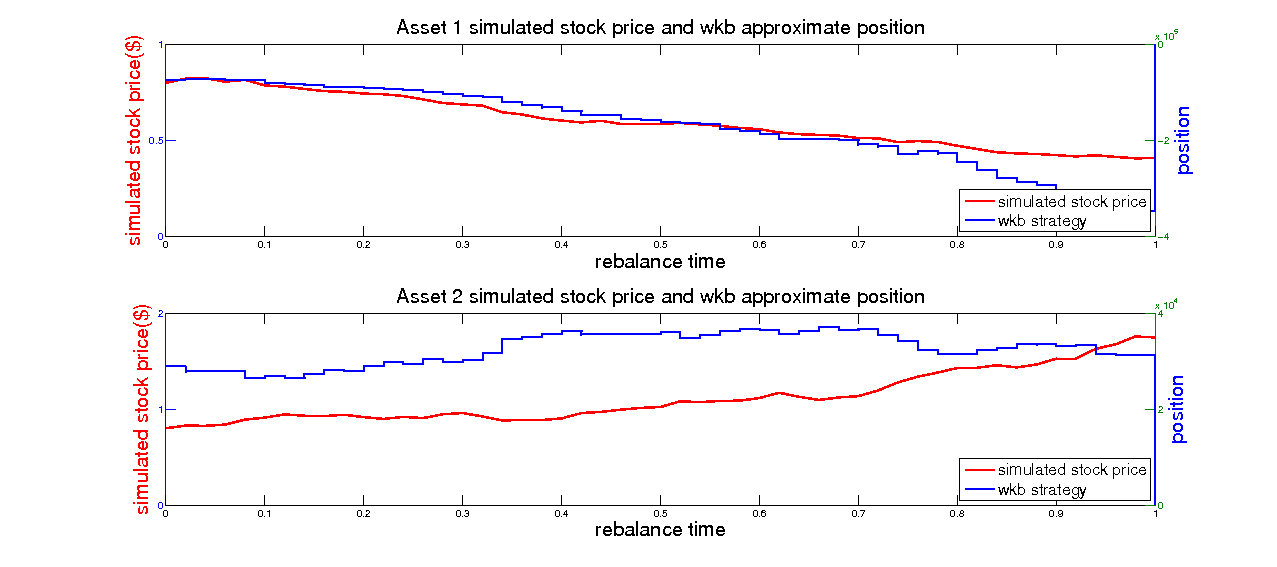 Asset 1 simulated stock price and wkb approximate position
x 10^5
simulated stock price($)
position
1
0.5
0
0
-2
-4
0 0.1 0.2 0.3 0.4 0.5 0.6 0.7 0.8 0.9 1
rebalance time
simulated stock price
wkb strategy
Asset 2 simulated stock price and wkb approximate position
x 10^4
simulated stock price($)
position
2
1
0
4
2
0
0 0.1 0.2 0.3 0.4 0.5 0.6 0.7 0.8 0.9 1
rebalance time
simulated stock price
wkb strategy